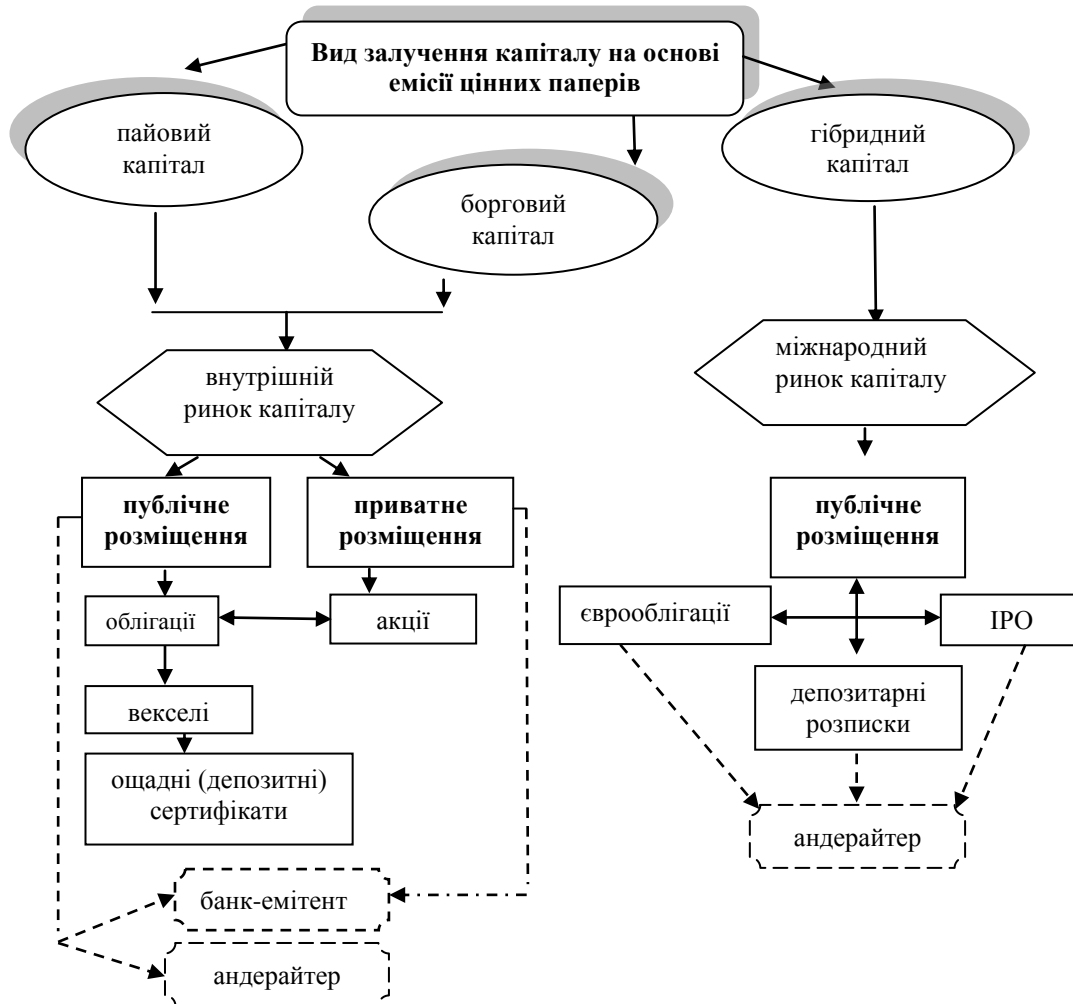 Вид залучення капіталу на основі
емісії цінних паперів
пайовий
капітал
борговий
капітал
гібридний
капітал
внутрішній
ринок капіталу
міжнародний
ринок капіталу
публічне
розміщення
приватне
розміщення
публічне
розміщення
облігації
акції
єврооблігації
ІРО
векселі
депозитарні
розписки
ощадні (депозитні)
сертифікати
андерайтер
банк-емітент
андерайтер